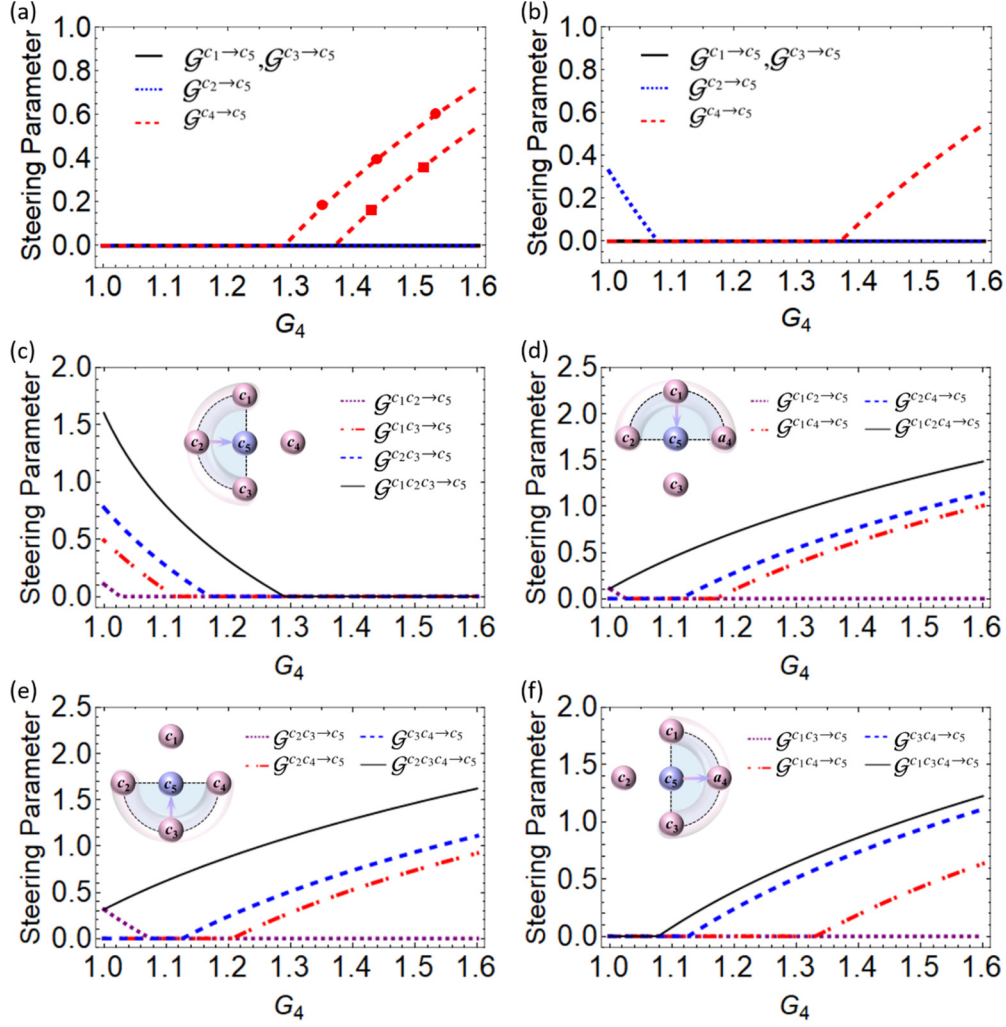 (a)
1.0
0.8
0.6
0.4
0.2
0.0
Steering Parameter
𝒢^{c₁→c₅},𝒢^{c₃→c₅}
𝒢^{c₂→c₅}
𝒢^{c₄→c₅}
1.0 1.1 1.2 1.3 1.4 1.5 1.6
G₄
(b)
1.0
0.8
0.6
0.4
0.2
0.0
Steering Parameter
𝒢^{c₁→c₅},𝒢^{c₃→c₅}
𝒢^{c₂→c₅}
𝒢^{c₄→c₅}
1.0 1.1 1.2 1.3 1.4 1.5 1.6
G₄
(c)
2.0
1.5
1.0
0.5
0.0
Steering Parameter
c₁
c₂ c₅ c₄
c₃
𝒢^{c₁c₂→c₅}
𝒢^{c₁c₃→c₅}
𝒢^{c₂c₃→c₅}
𝒢^{c₁c₂c₃→c₅}
1.0 1.1 1.2 1.3 1.4 1.5 1.6
G₄
(d)
2.5
2.0
1.5
1.0
0.5
0.0
Steering Parameter
c₁
c₂ c₅ a₄
c₃
𝒢^{c₁c₂→c₅} 𝒢^{c₂c₄→c₅}
𝒢^{c₁c₄→c₅} 𝒢^{c₁c₂c₄→c₅}
1.0 1.1 1.2 1.3 1.4 1.5 1.6
G₄
(e)
2.5
2.0
1.5
1.0
0.5
0.0
Steering Parameter
c₁
c₂ c₅ c₄
c₃
𝒢^{c₂c₃→c₅} 𝒢^{c₃c₄→c₅}
𝒢^{c₂c₄→c₅} 𝒢^{c₂c₃c₄→c₅}
1.0 1.1 1.2 1.3 1.4 1.5 1.6
G₄
(f)
2.0
1.5
1.0
0.5
0.0
Steering Parameter
c₁
c₂ c₅ a₄
c₃
𝒢^{c₁c₃→c₅} 𝒢^{c₃c₄→c₅}
𝒢^{c₁c₄→c₅} 𝒢^{c₁c₃c₄→c₅}
1.0 1.1 1.2 1.3 1.4 1.5 1.6
G₄